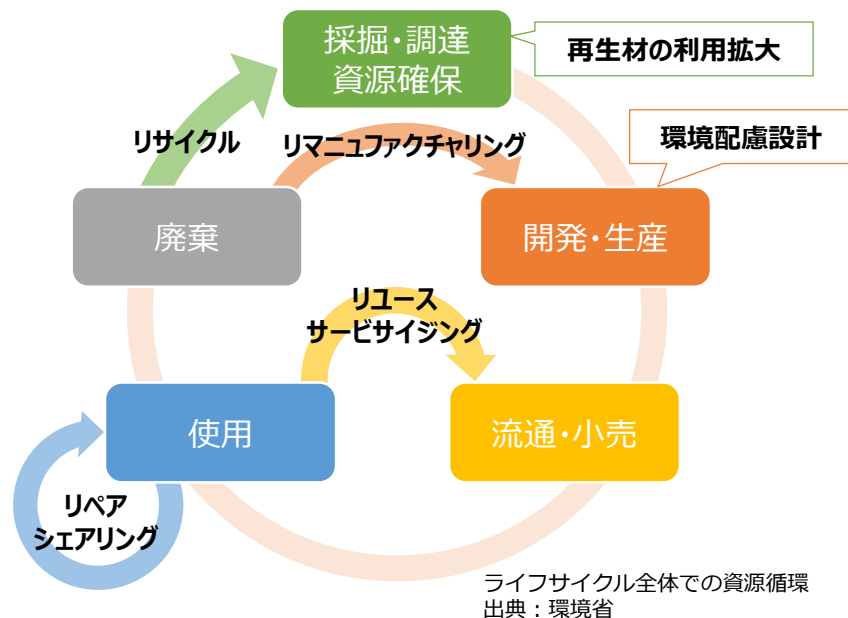 採掘・調達
資源確保
再生材の利用拡大
環境配慮設計
リサイクル
リマニュファクチャリング
廃棄
開発・生産
リユース
サービサイジング
使用
流通・小売
リペア
シェアリング
ライフサイクル全体での資源循環
出典：環境省